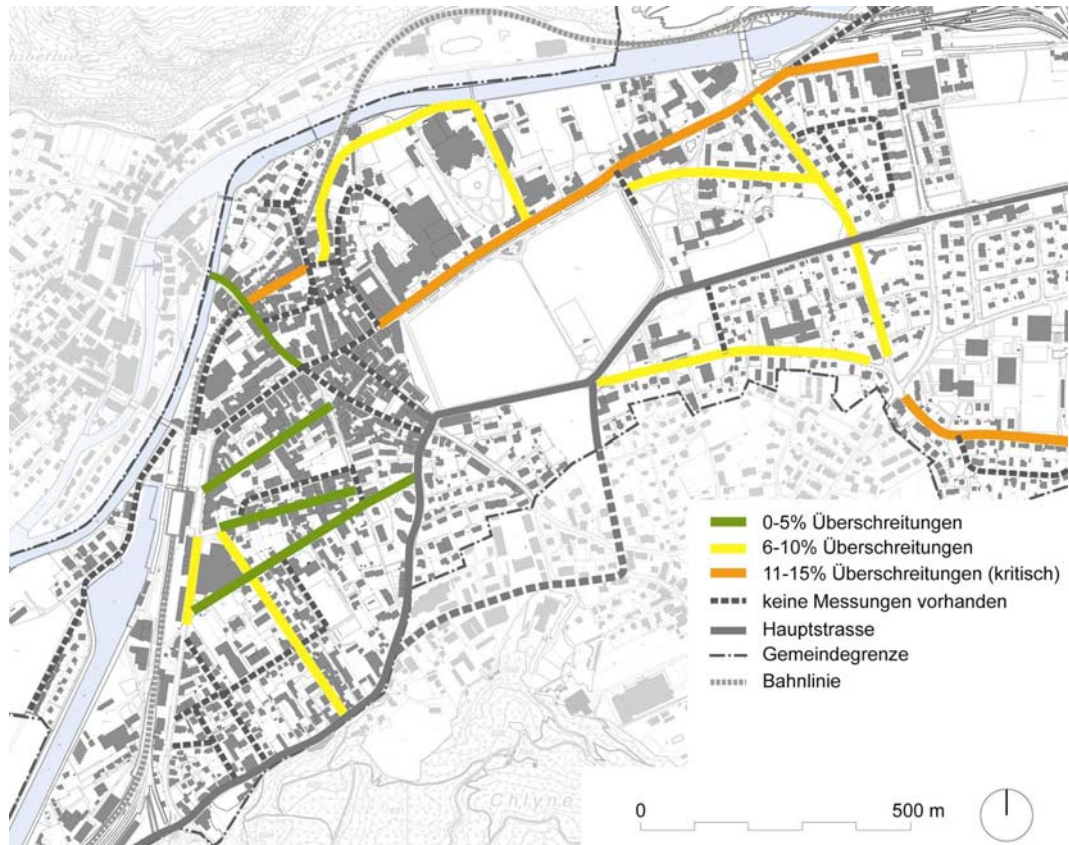 0-5% Überschreitungen
6-10% Überschreitungen
11-15% Überschreitungen (kritisch)
keine Messungen vorhanden
Hauptstrasse
Gemeindegrenze
Bahnlinie
Chlyne
0 500 m